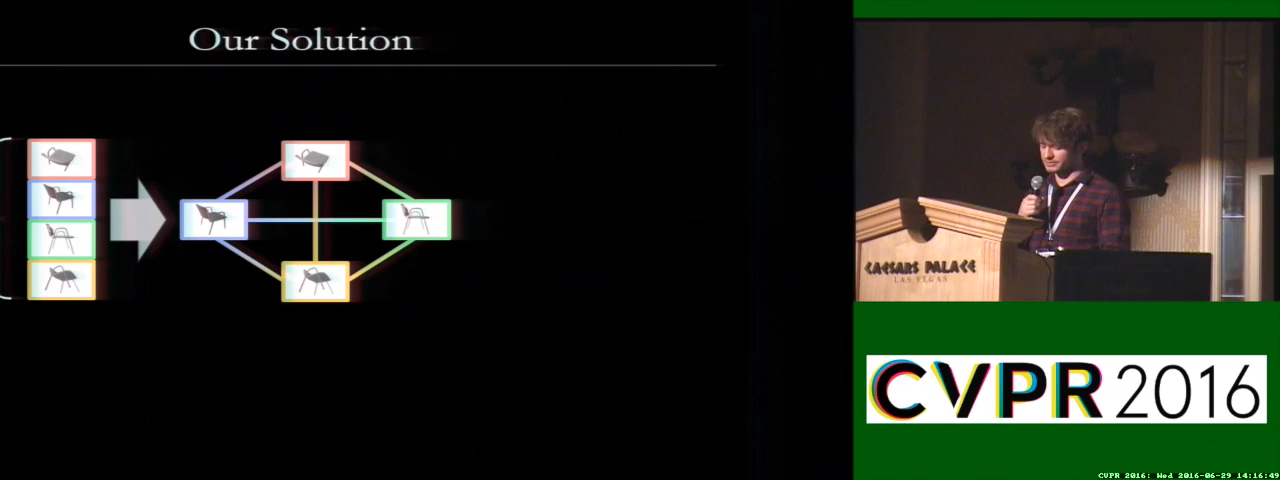 Our Solution
CAESARS PALACE
LAS VEGAS
CVPR 2016
CVPR 2016: Wed 2016-06-29 14:16:49